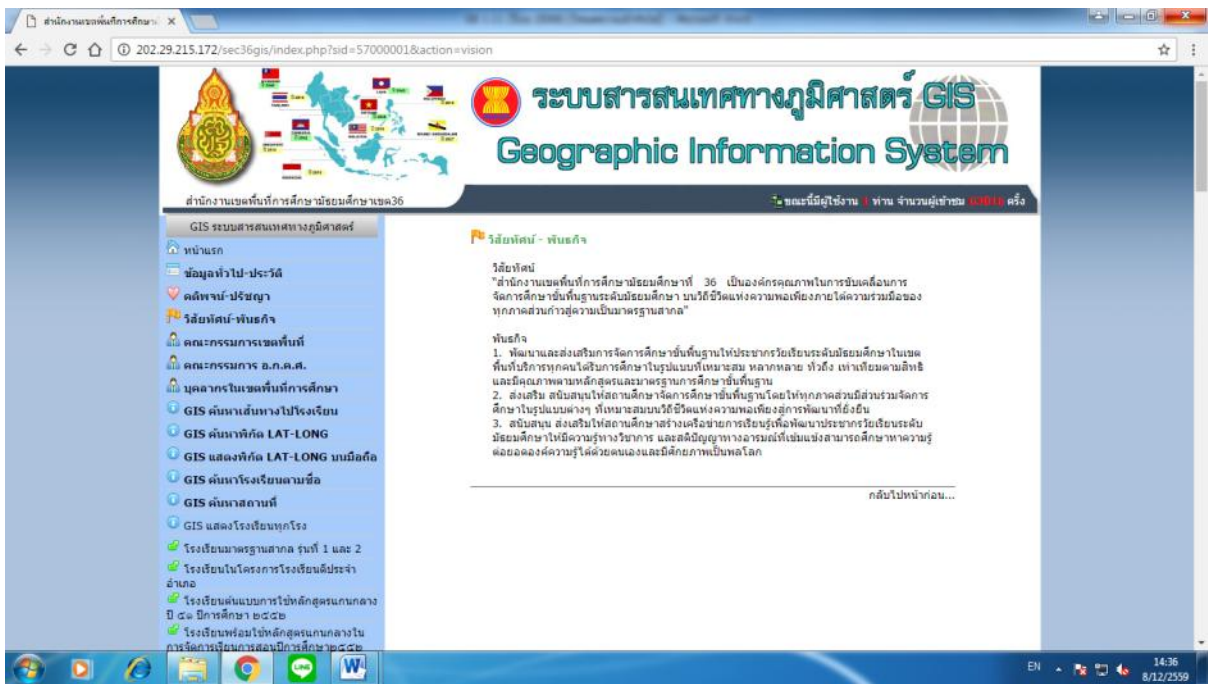 สำนักงานเขตพื้นที่การศึกษา
202.29.215.172/sec36gis/index.php?sid=57000001&action=vision
ระบบสารสนเทศทางภูมิศาสตร์ GIS
Geographic Information System
สำนักงานเขตพื้นที่การศึกษามัธยมศึกษาเขต36
ขณะนี้มีผู้ใช้งาน 1 ท่าน จำนวนผู้เข้าชม ครั้ง
GIS ระบบสารสนเทศทางภูมิศาสตร์
หน้าแรก
ข้อมูลทั่วไป-ประวัติ
คติพจน์-ปรัชญา
วิสัยทัศน์-พันธกิจ
คณะกรรมการเขตพื้นที่
คณะกรรมการ อ.ก.ค.ศ.
บุคลากรในเขตพื้นที่การศึกษา
GIS ค้นหาเส้นทางไปโรงเรียน
GIS ค้นหาพิกัด LAT-LONG
GIS แสดงพิกัด LAT-LONG บนมือถือ
GIS ค้นหาโรงเรียนตามชื่อ
GIS ค้นหาสถานที่
GIS แสดงโรงเรียนทุกโรง
โรงเรียนมาตรฐานสากล รุ่นที่ 1 และ 2
โรงเรียนในโครงการโรงเรียนดีประจำ
อำเภอ
โรงเรียนต้นแบบการใช้หลักสูตรแกนกลาง
ปี ๕๑ ปีการศึกษา ๒๕๕๒
โรงเรียนพร้อมใช้หลักสูตรแกนกลางใน
การจัดการเรียนการสอนปีการศึกษา๒๕๕๒
วิสัยทัศน์ - พันธกิจ
วิสัยทัศน์
"สำนักงานเขตพื้นที่การศึกษามัธยมศึกษาที่ 36 เป็นองค์กรคุณภาพในการขับเคลื่อนการ
จัดการศึกษาขั้นพื้นฐานระดับมัธยมศึกษา บนวิถีชีวิตแห่งความพอเพียงภายใต้ความร่วมมือของ
ทุกภาคส่วนก้าวสู่ความเป็นมาตรฐานสากล"
พันธกิจ
1. พัฒนาและส่งเสริมการจัดการศึกษาขั้นพื้นฐานให้ประชากรวัยเรียนระดับมัธยมศึกษาในเขต
พื้นที่บริการทุกคนได้รับการศึกษาในรูปแบบที่เหมาะสม หลากหลาย ทั่วถึง เท่าเทียมตามสิทธิ
และมีคุณภาพตามหลักสูตรและมาตรฐานการศึกษาขั้นพื้นฐาน
2. ส่งเสริม สนับสนุนให้สถานศึกษาจัดการศึกษาขั้นพื้นฐานโดยให้ทุกภาคส่วนมีส่วนร่วมจัดการ
ศึกษาในรูปแบบต่างๆ ที่เหมาะสมบนวิถีชีวิตแห่งความพอเพียงสู่การพัฒนาที่ยั่งยืน
3. สนับสนุน ส่งเสริมให้สถานศึกษาสร้างเครือข่ายการเรียนรู้เพื่อพัฒนาประชากรวัยเรียนระดับ
มัธยมศึกษาให้มีความรู้ทางวิชาการ และสติปัญญาทางอารมณ์ที่เข้มแข็งสามารถศึกษาหาความรู้
ต่อยอดองค์ความรู้ได้ด้วยตนเองและมีศักยภาพเป็นพลโลก
กลับไปหน้าก่อน...
EN
14:36
8/12/2559